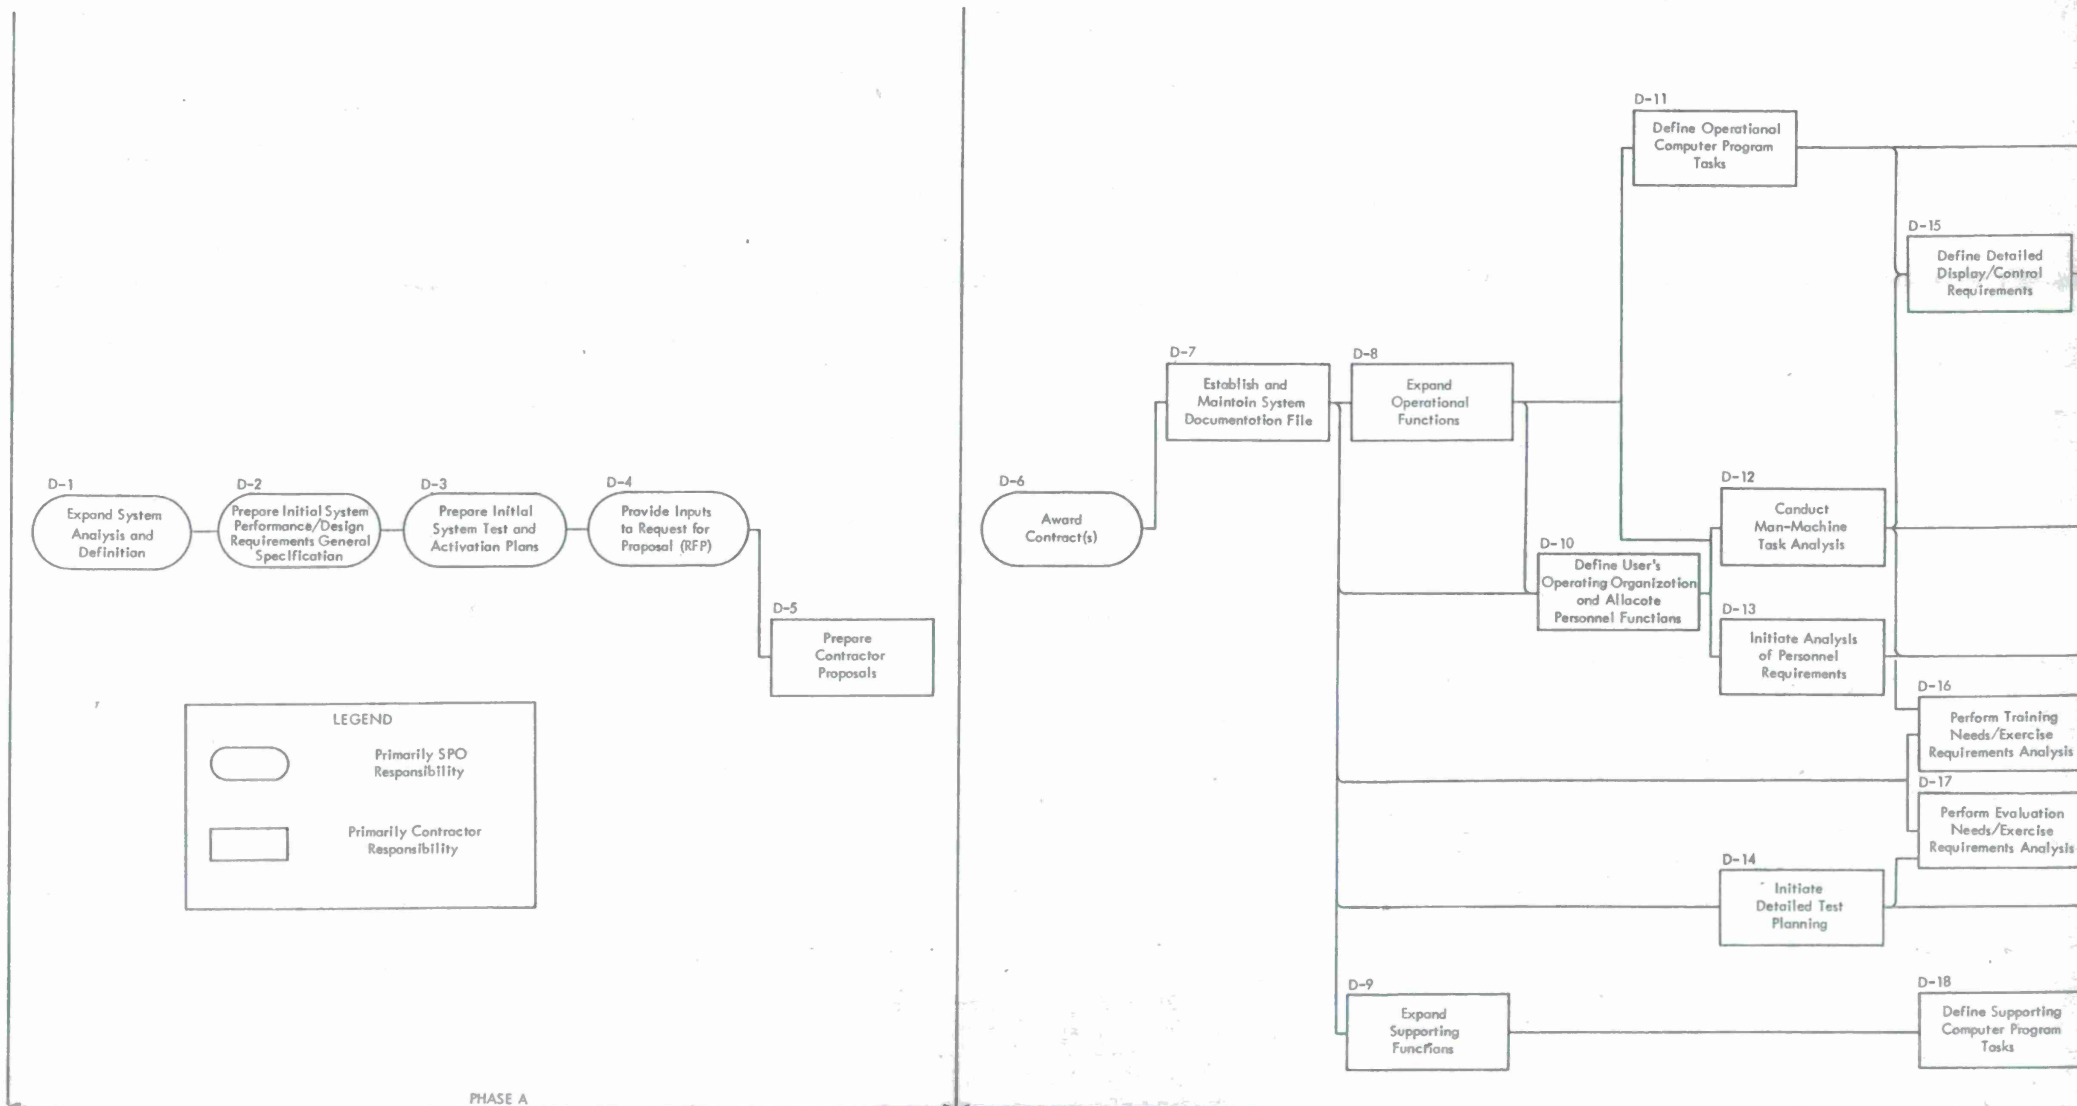 D-1
Expand System
Analysis and
Definition
D-2
Prepare Initial System
Performance/Design
Requirements General
Specification
D-3
Prepare Initial
System Test and
Activation Plans
D-4
Provide Inputs
to Request for
Proposal (RFP)
D-5
Prepare
Contractor
Proposals
LEGEND
Primarily SPO
Responsibility
Primarily Contractor
Responsibility
PHASE A
D-6
Award
Contract(s)
D-7
Establish and
Maintain System
Documentation File
D-8
Expand
Operational
Functions
D-9
Expand
Supporting
Functions
D-10
Define User's
Operating Organization
and Allocate
Personnel Functions
D-11
Define Operational
Computer Program
Tasks
D-12
Conduct
Man-Machine
Task Analysis
D-13
Initiate Analysis
of Personnel
Requirements
D-14
Initiate
Detailed Test
Planning
D-15
Define Detailed
Display/Control
Requirements
D-16
Perform Training
Needs/Exercise
Requirements Analysis
D-17
Perform Evaluation
Needs/Exercise
Requirements Analysis
D-18
Define Supporting
Computer Program
Tasks